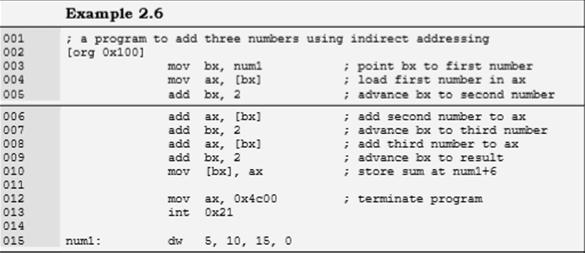 Example 2.6
001 ; a program to add three numbers using indirect addressing
002 [org 0x100]
003 mov bx, num1 ; point bx to first number
004 mov ax, [bx] ; load first number in ax
005 add bx, 2 ; advance bx to second number
006 add ax, [bx] ; add second number to ax
007 add bx, 2 ; advance bx to third number
008 add ax, [bx] ; add third number to ax
009 add bx, 2 ; advance bx to result
010 mov [bx], ax ; store sum at num1+6
011
012 mov ax, 0x4c00 ; terminate program
013 int 0x21
014
015 num1: dw 5, 10, 15, 0